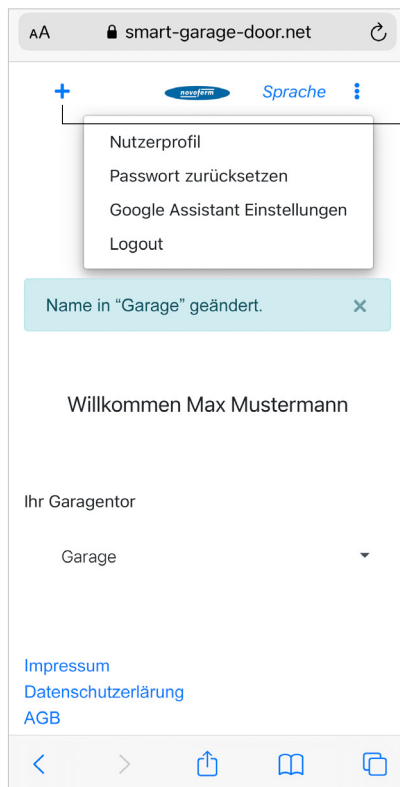 AA smart-garage-door.net
+ novoferm Sprache
Nutzerprofil
Passwort zurücksetzen
Google Assistant Einstellungen
Logout
Name in “Garage” geändert. ×
Willkommen Max Mustermann
Ihr Garagentor
Garage
Impressum
Datenschutzerlärung
AGB